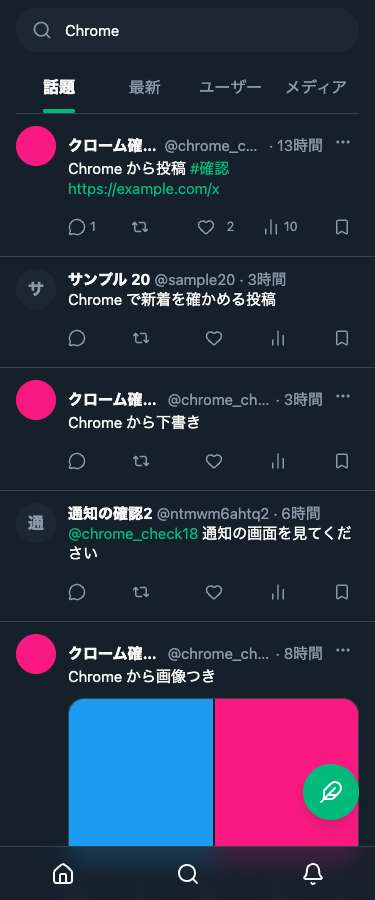 Chrome
話題 最新 ユーザー メディア
クローム確... @chrome_c... · 13時間
Chrome から投稿 #確認
https://example.com/x
1 2 10
サ サンプル 20 @sample20 · 3時間
Chrome で新着を確かめる投稿
クローム確... @chrome_ch... · 3時間
Chrome から下書き
通 通知の確認2 @ntmwm6ahtq2 · 6時間
@chrome_check18 通知の画面を見てくだ
さい
クローム確... @chrome_ch... · 8時間
Chrome から画像つき